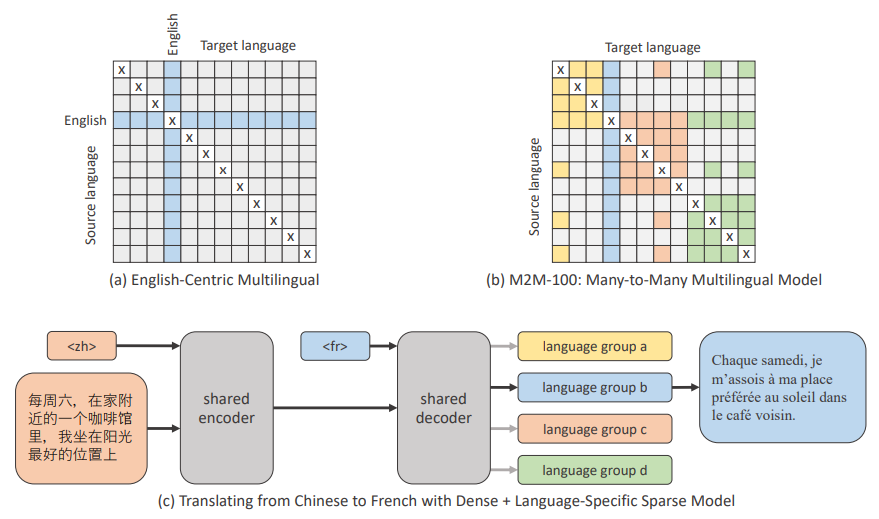 English
Target language
English
Source language
x
x
x
x
x
x
x
x
x
x
x
x
(a) English-Centric Multilingual
Target language
Source language
x
x
x
x
x
x
x
x
x
x
x
x
(b) M2M-100: Many-to-Many Multilingual Model
<zh>
每周六，在家附
近的一个咖啡馆
里，我坐在阳光
最好的位置上
shared
encoder
<fr>
shared
decoder
language group a
language group b
language group c
language group d
Chaque samedi, je
m'assois à ma place
préférée au soleil dans
le café voisin.
(c) Translating from Chinese to French with Dense + Language-Specific Sparse Model